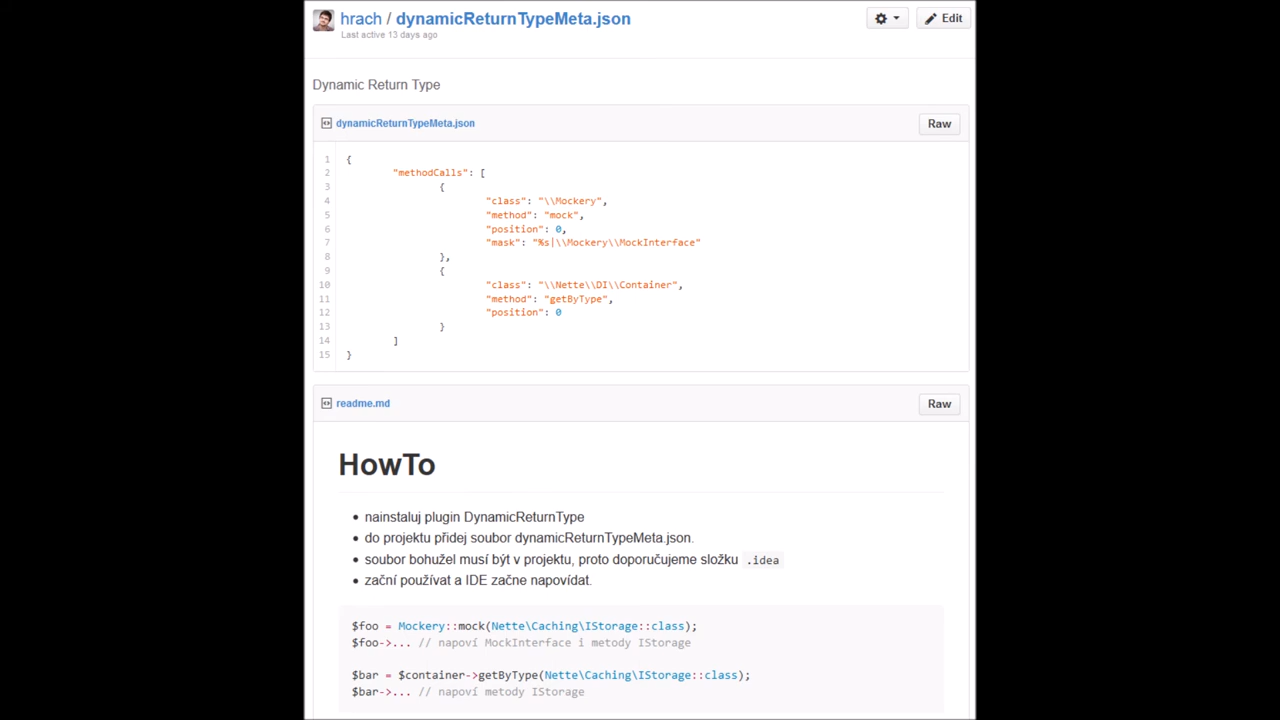 hrach / dynamicReturnTypeMeta.json
Edit
Last active 13 days ago
Dynamic Return Type
dynamicReturnTypeMeta.json
Raw
1 {
2 "methodCalls": [
3 {
4 "class": "\\Mockery",
5 "method": "mock",
6 "position": 0,
7 "mask": "%s|\\Mockery\\MockInterface"
8 },
9 {
10 "class": "\\Nette\\DI\\Container",
11 "method": "getByType",
12 "position": 0
13 }
14 ]
15 }
readme.md
Raw
HowTo
• nainstaluj plugin DynamicReturnType
• do projektu přidej soubor dynamicReturnTypeMeta.json.
• soubor bohužel musí být v projektu, proto doporučujeme složku .idea
• zační používat a IDE začne napovídat.
$foo = Mockery::mock(Nette\Caching\IStorage::class);
$foo->... // napoví MockInterface i metody IStorage
$bar = $container->getByType(Nette\Caching\IStorage::class);
$bar->... // napoví metody IStorage